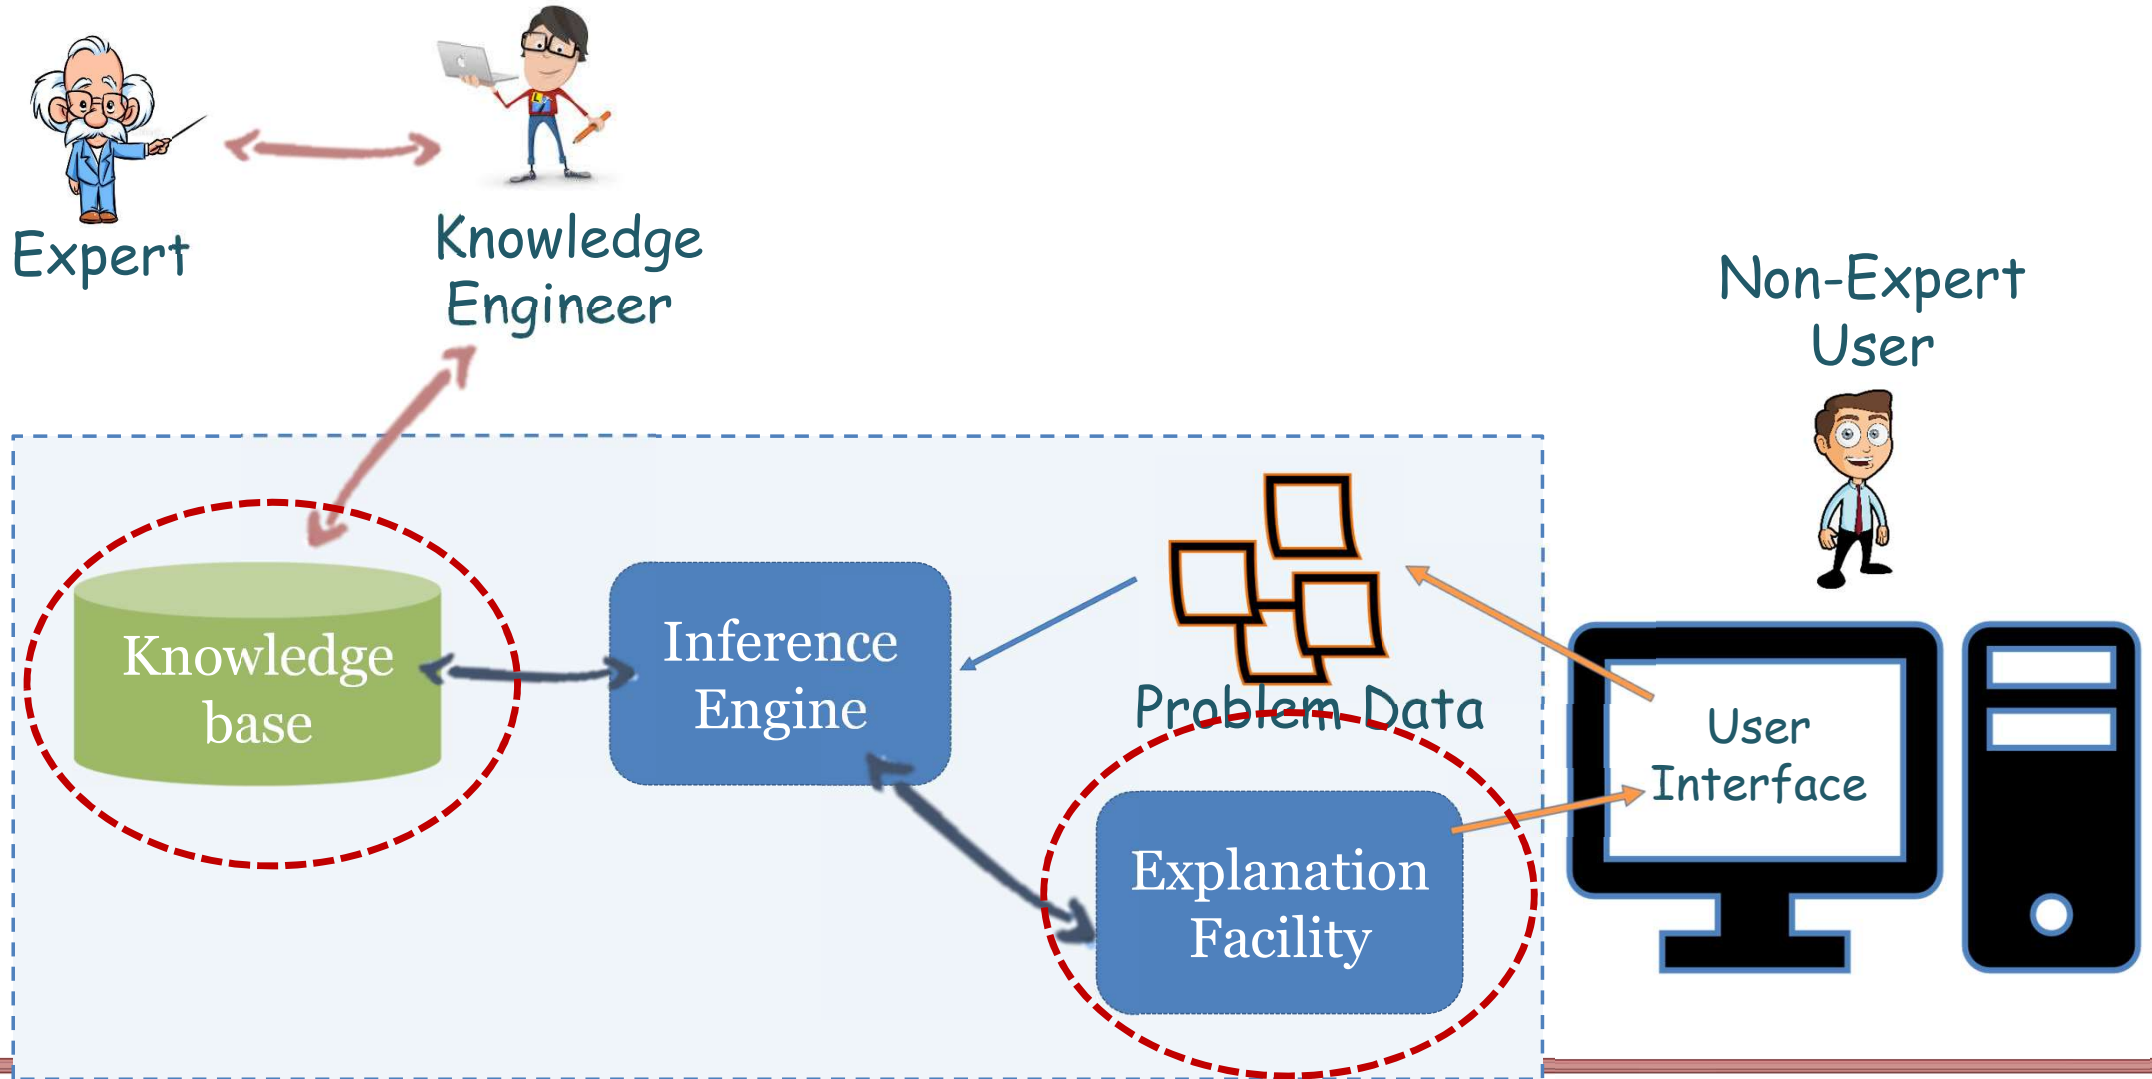 Expert
Knowledge
Engineer
Non-Expert
User
Knowledge
base
Inference
Engine
Problem Data
User
Interface
Explanation
Facility